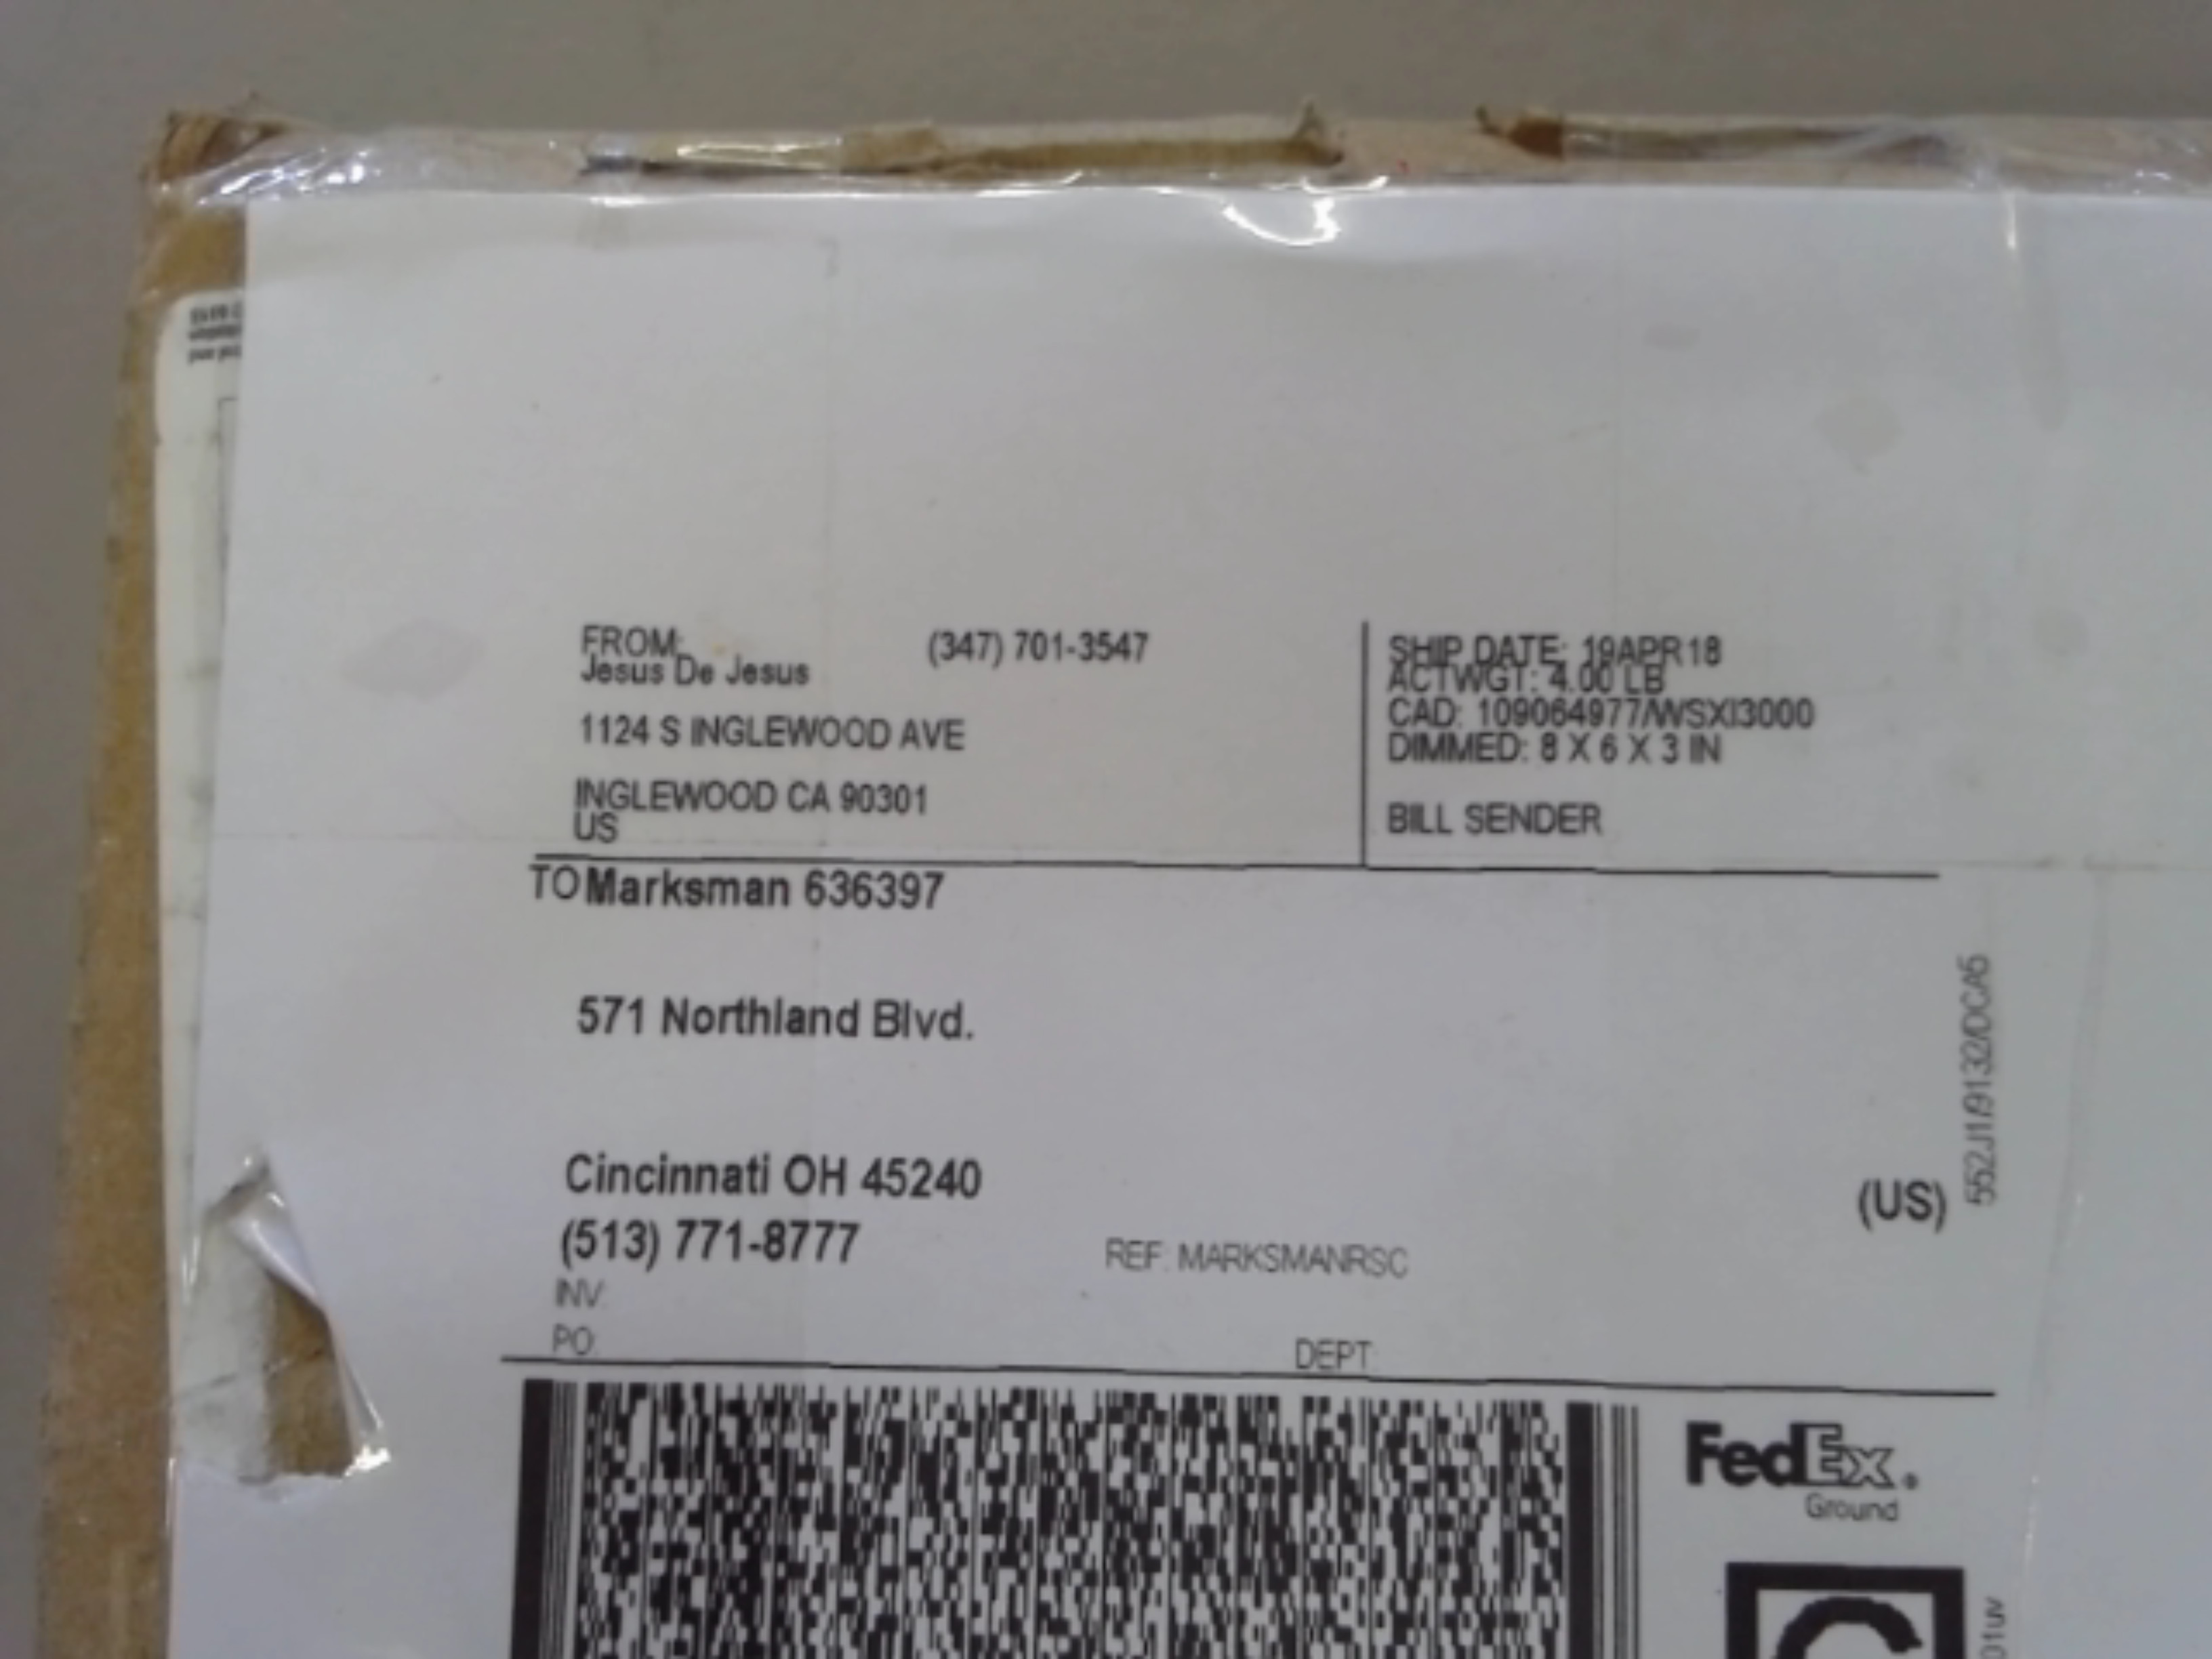 FROM: (347) 701-3547
Jesus De Jesus
1124 S INGLEWOOD AVE
INGLEWOOD CA 90301
US
SHIP DATE: 19APR18
ACTWGT: 4.00 LB
CAD: 109064977/WSXI3000
DIMMED: 8 X 6 X 3 IN
BILL SENDER
TO Marksman 636397
571 Northland Blvd.
Cincinnati OH 45240
(US)
(513) 771-8777
REF: MARKSMANRSC
INV:
PO:
DEPT:
552J1/9132/DCA5
FedEx
Ground
G